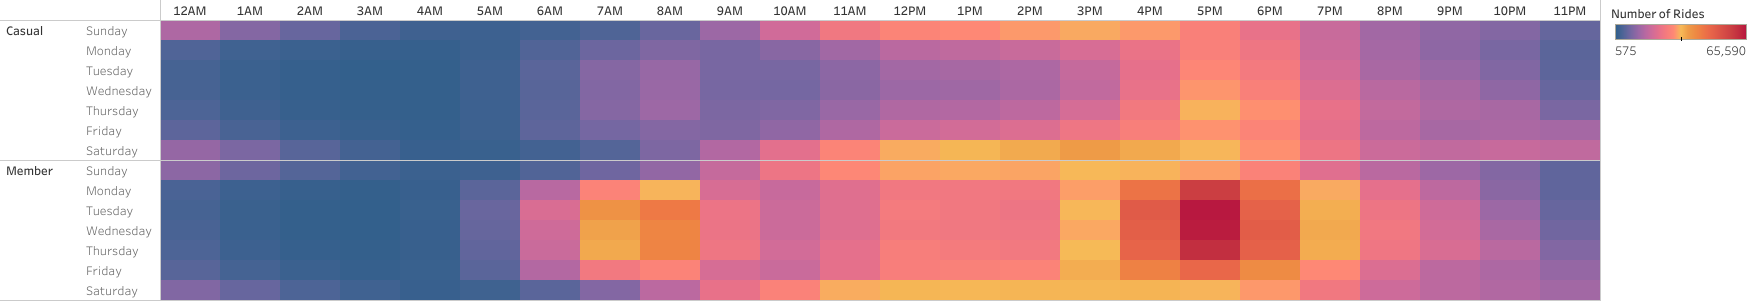 12AM 1AM 2AM 3AM 4AM 5AM 6AM 7AM 8AM 9AM 10AM 11AM 12PM 1PM 2PM 3PM 4PM 5PM 6PM 7PM 8PM 9PM 10PM 11PM
Casual Sunday
Monday
Tuesday
Wednesday
Thursday
Friday
Saturday
Member Sunday
Monday
Tuesday
Wednesday
Thursday
Friday
Saturday
Number of Rides
575 65,590